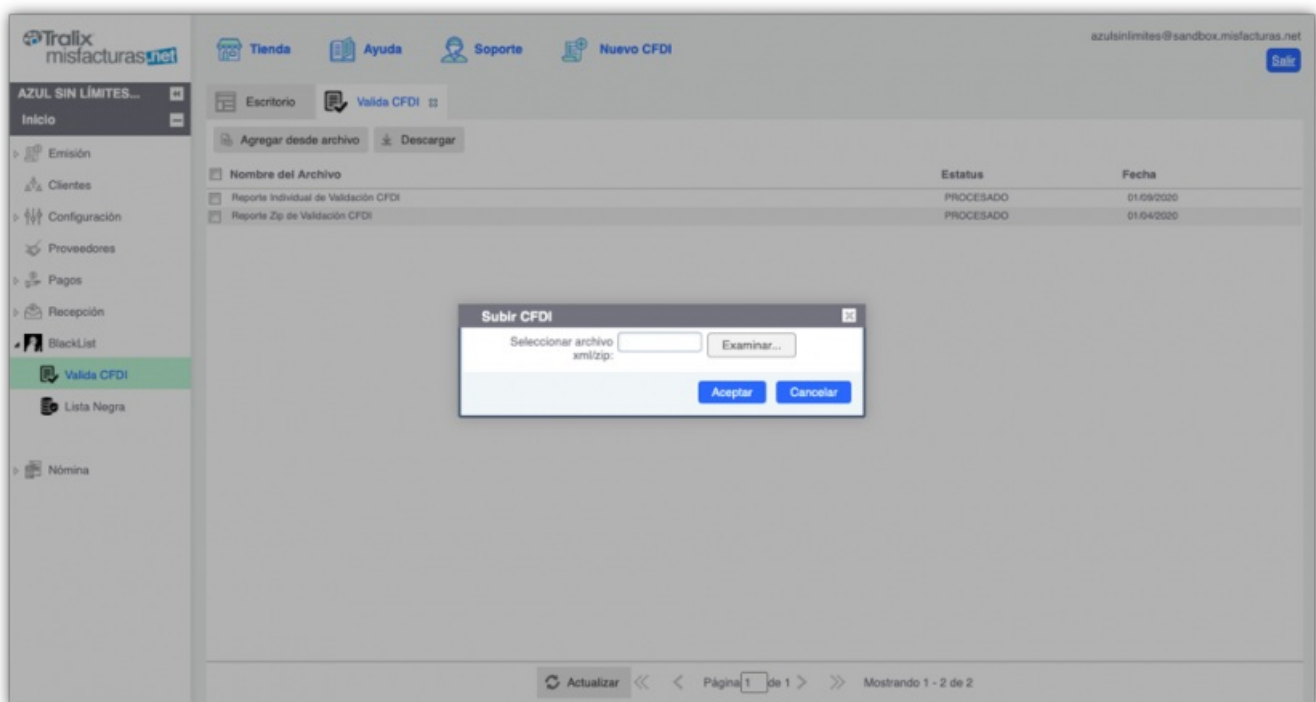 Tralix
misfacturas.net
Tienda
Ayuda
Soporte
Nuevo CFDI
azulsinlimites@sandbox.misfacturas.net
Salir
AZUL SIN LÍMITES...
Inicio
Emisión
Clientes
Configuración
Proveedores
Pagos
Recepción
BlackList
Valida CFDI
Lista Negra
Nómina
Escritorio
Valida CFDI
Agregar desde archivo
Descargar
Nombre del Archivo Estatus Fecha
Reporte Individual de Validación CFDI PROCESADO 01/09/2020
Reporte Zip de Validación CFDI PROCESADO 01/04/2020
Subir CFDI
Seleccionar archivo
xml/zip:
Examinar...
Aceptar
Cancelar
Actualizar
Página 1 de 1
Mostrando 1 - 2 de 2